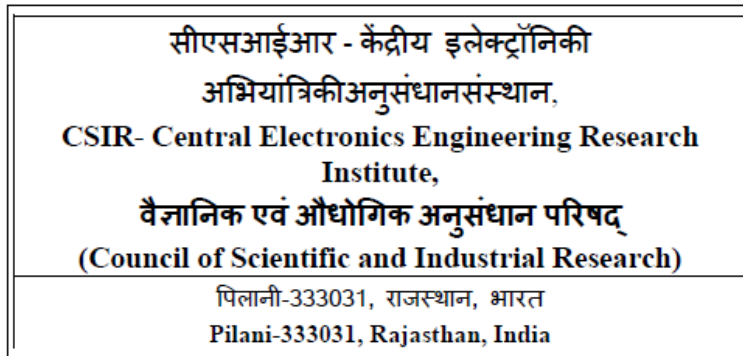 सीएसआईआर - केंद्रीय इलेक्ट्रॉनिकी
अभियांत्रिकीअनुसंधानसंस्थान,
CSIR- Central Electronics Engineering Research
Institute,
वैज्ञानिक एवं औधोगिक अनुसंधान परिषद्
(Council of Scientific and Industrial Research)
पिलानी-333031, राजस्थान, भारत
Pilani-333031, Rajasthan, India